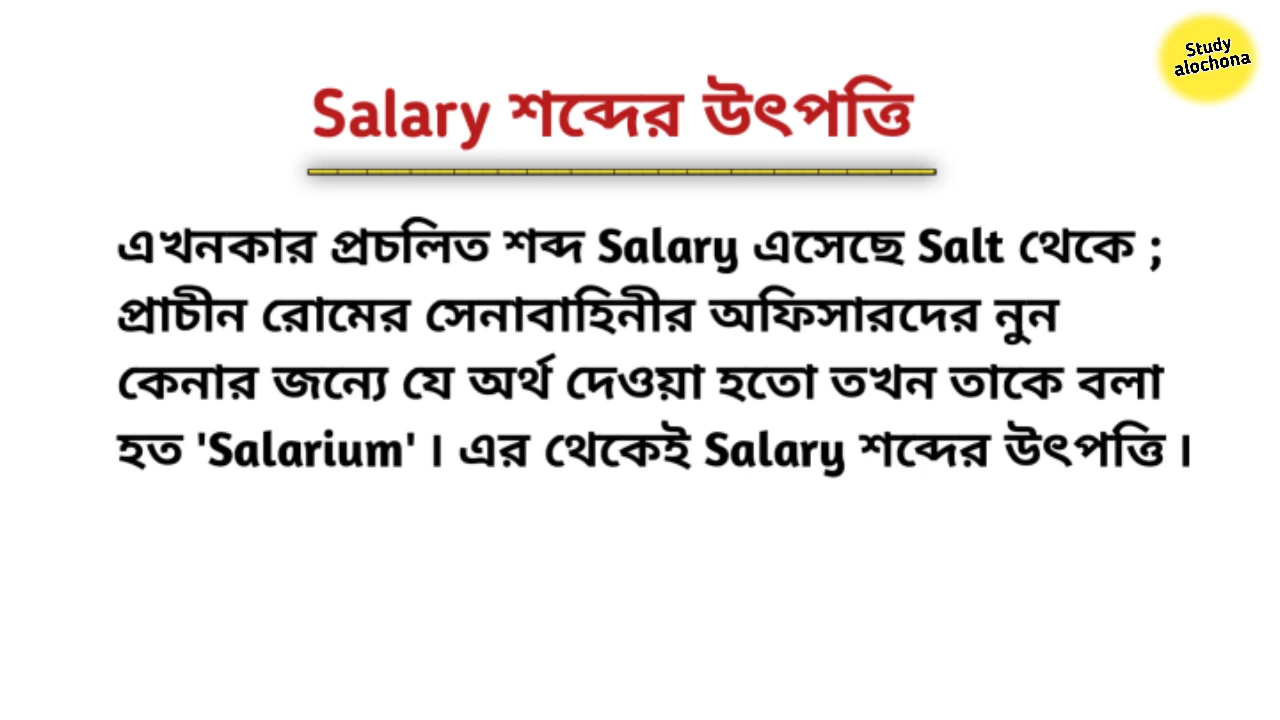 Study
alochona
Salary শব্দের উৎপত্তি
এখনকার প্রচলিত শব্দ Salary এসেছে Salt থেকে ;
প্রাচীন রোমের সেনাবাহিনীর অফিসারদের নুন
কেনার জন্যে যে অর্থ দেওয়া হতো তখন তাকে বলা
হত 'Salarium' । এর থেকেই Salary শব্দের উৎপত্তি ।